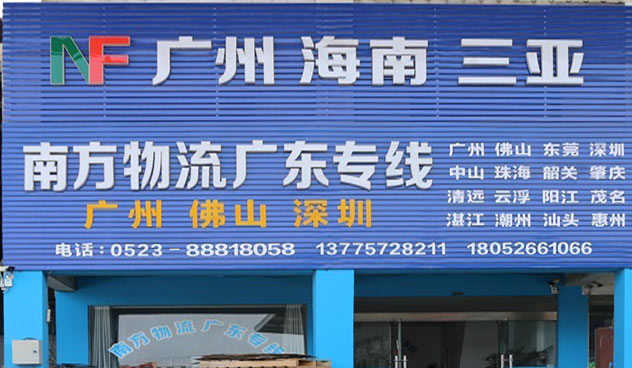 NF 广州 海南 三亚
南方物流广东专线
广州 佛山 深圳
广州 佛山 东莞 深圳
中山 珠海 韶关 肇庆
清远 云浮 阳江 茂名
湛江 潮州 汕头 惠州
电话:0523-88818058 13775728211 18052661066
南方物流广东专线